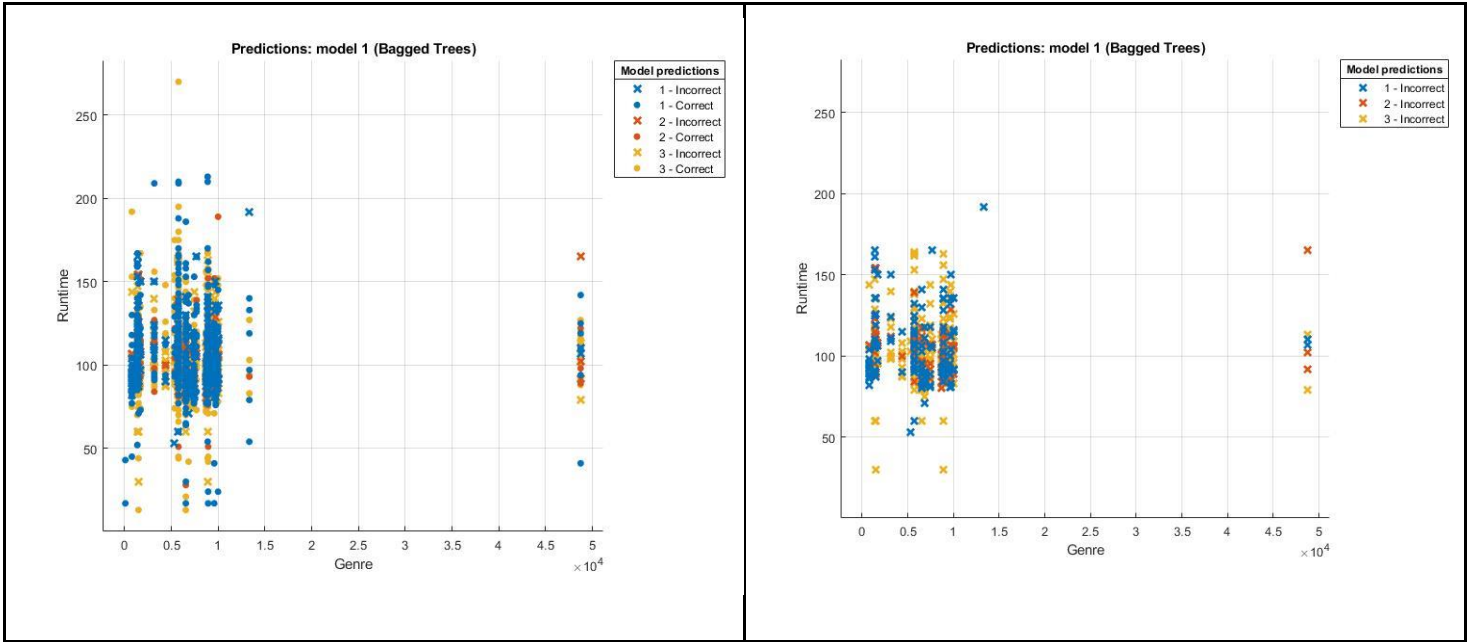 Predictions: model 1 (Bagged Trees)
Model predictions
1 - Incorrect
1 - Correct
2 - Incorrect
2 - Correct
3 - Incorrect
3 - Correct
250
200
150
100
50
Runtime
0 0.5 1 1.5 2 2.5 3 3.5 4 4.5 5
Genre
×10⁴
Predictions: model 1 (Bagged Trees)
Model predictions
1 - Incorrect
2 - Incorrect
3 - Incorrect
250
200
150
100
50
Runtime
0 0.5 1 1.5 2 2.5 3 3.5 4 4.5 5
Genre
×10⁴